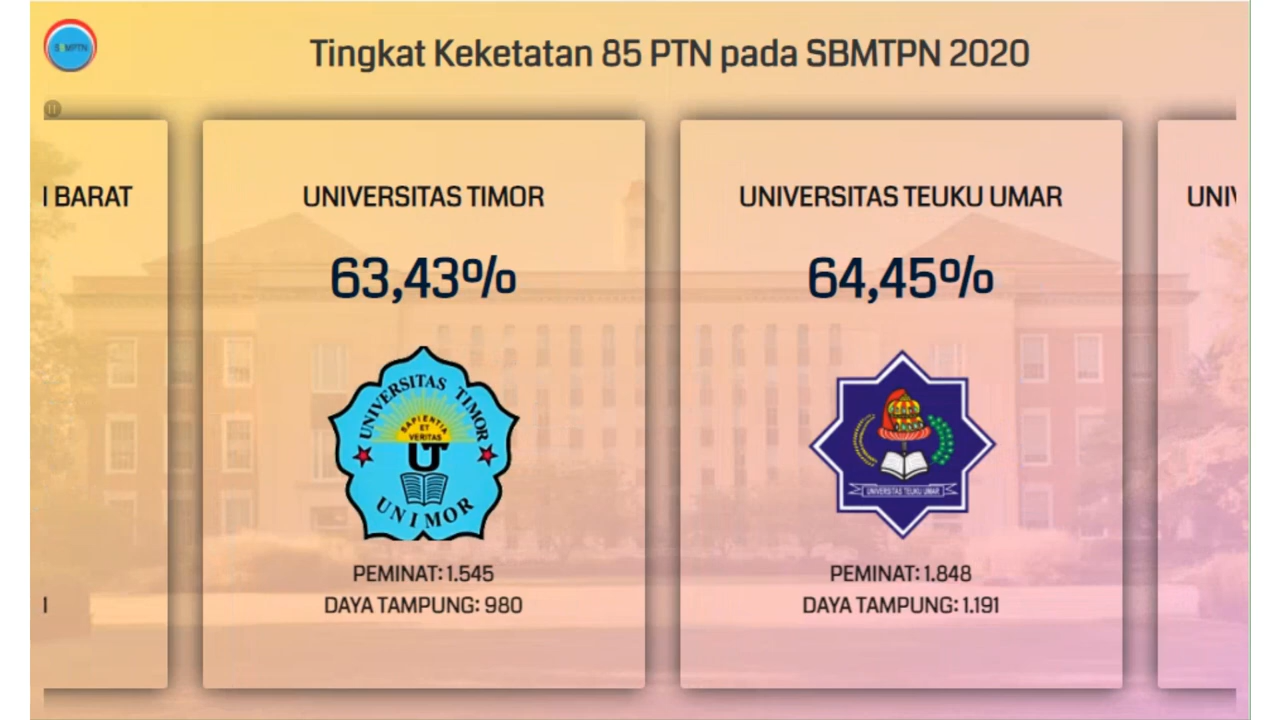 SBMPTN
Tingkat Keketatan 85 PTN pada SBMTPN 2020
I BARAT
UNIVERSITAS TIMOR
63,43%
UNIVERSITAS TIMOR
SAPIENTIA
ET
VERITAS
UT
UNIMOR
PEMINAT: 1.545
DAYA TAMPUNG: 980
UNIVERSITAS TEUKU UMAR
64,45%
UNIVERSITAS TEUKU UMAR
PEMINAT: 1.848
DAYA TAMPUNG: 1.191
UNIV